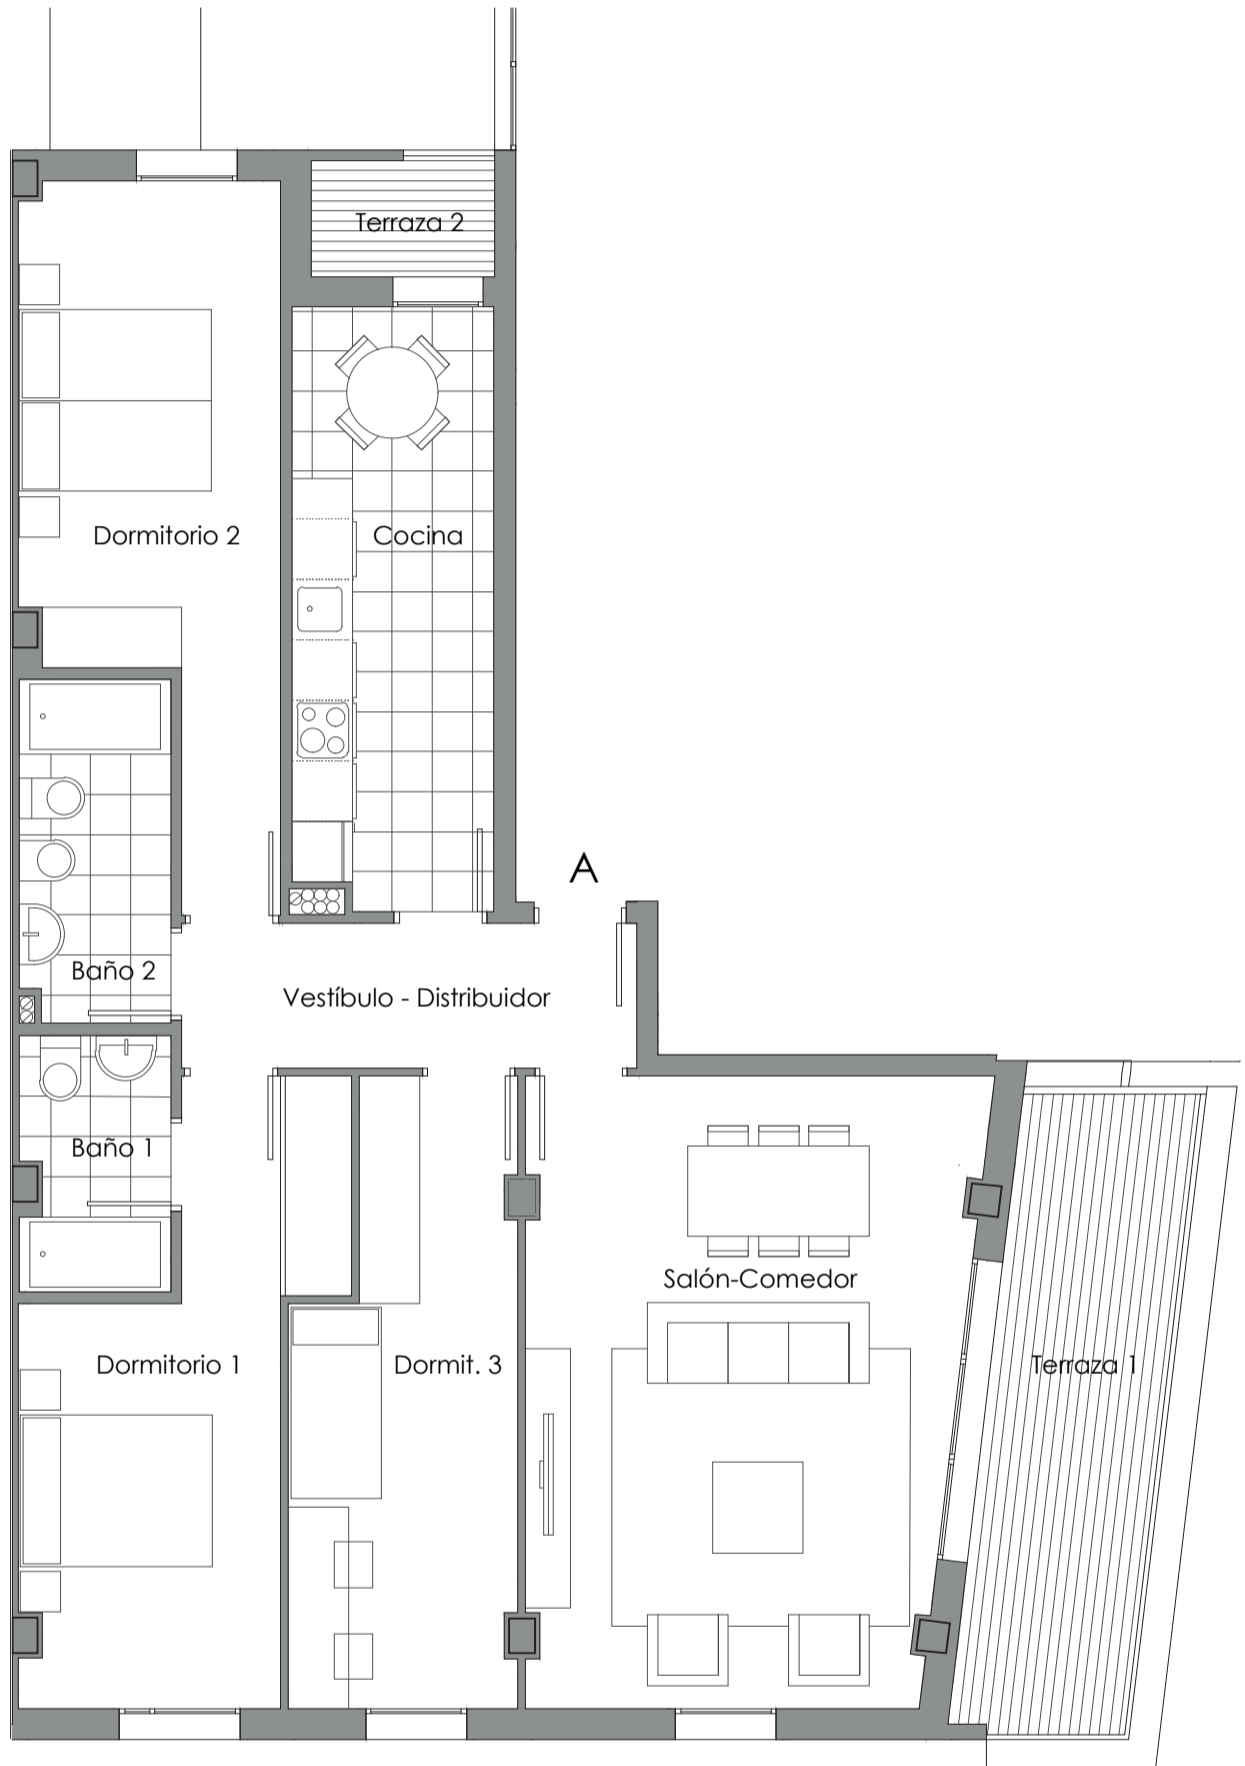 Terraza 2
Dormitorio 2
Cocina
A
Baño 2
Vestíbulo - Distribuidor
Baño 1
Salón-Comedor
Dormitorio 1
Dormit. 3
Terraza 1